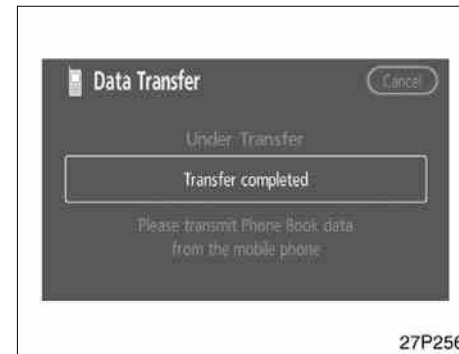 Data Transfer
Cancel
Under Transfer
Transfer completed
Please transmit Phone Book data
from the mobile phone
27P256